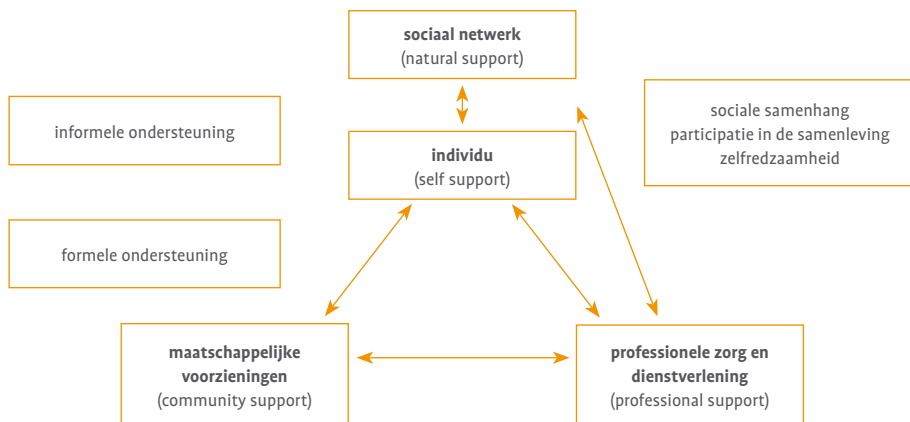 sociaal netwerk
(natural support)
informele ondersteuning
sociale samenhang
participatie in de samenleving
zelfredzaamheid
individu
(self support)
formele ondersteuning
maatschappelijke
voorzieningen
(community support)
professionele zorg en
dienstverlening
(professional support)